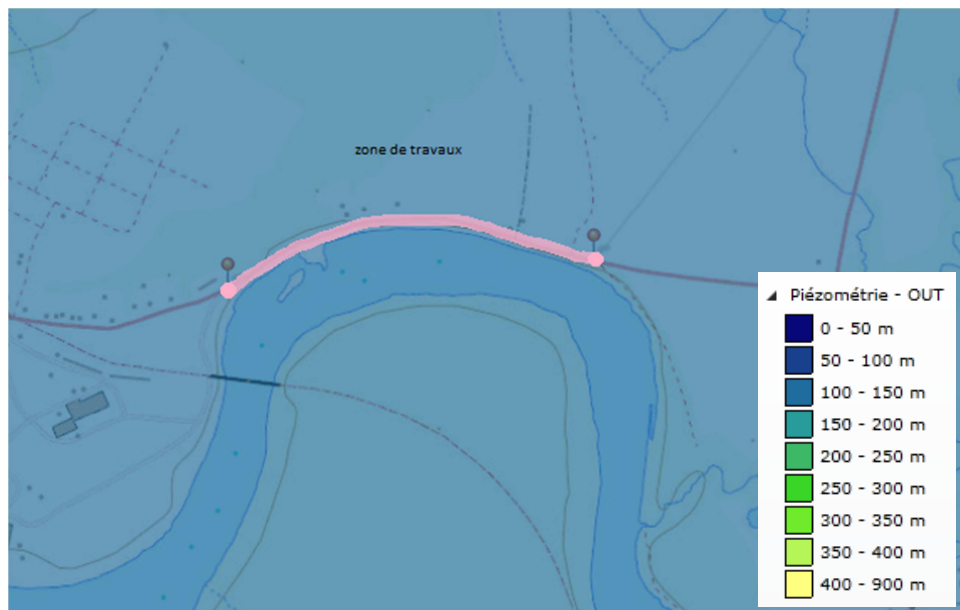 zone de travaux
Piézométrie - OUT
0 - 50 m
50 - 100 m
100 - 150 m
150 - 200 m
200 - 250 m
250 - 300 m
300 - 350 m
350 - 400 m
400 - 900 m